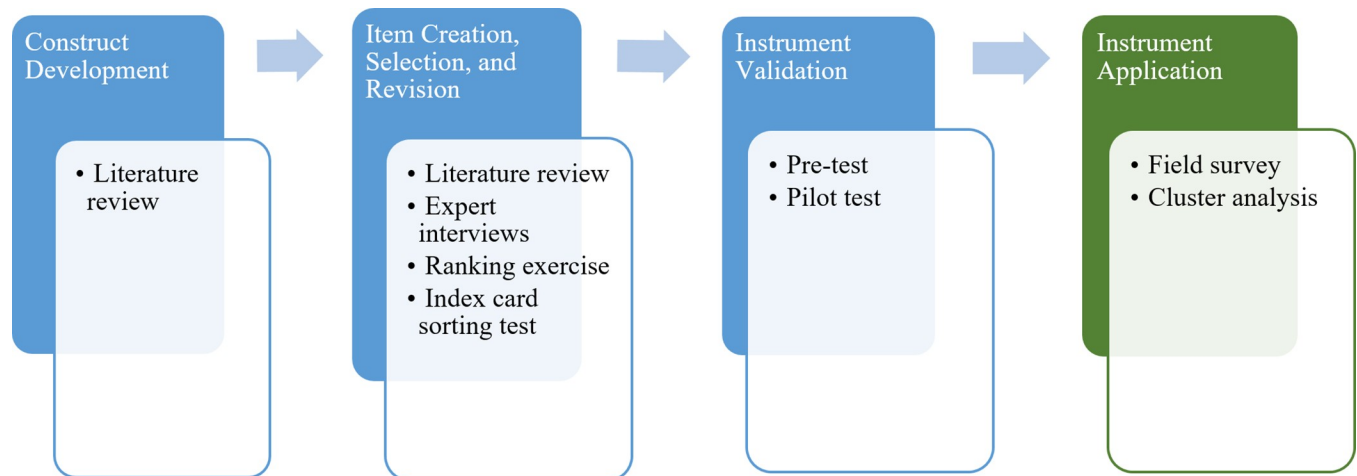 Construct
Development
• Literature
review
Item Creation,
Selection, and
Revision
• Literature review
• Expert
interviews
• Ranking exercise
• Index card
sorting test
Instrument
Validation
• Pre-test
• Pilot test
Instrument
Application
• Field survey
• Cluster analysis